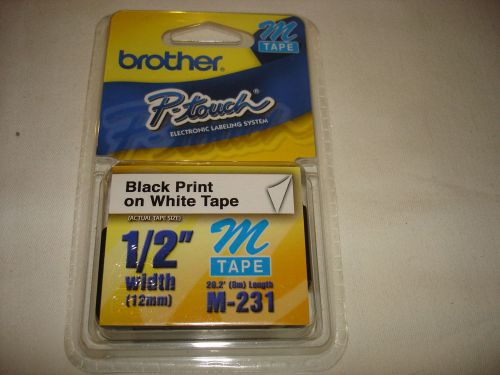 brother®
M
TAPE
P-touch®
ELECTRONIC LABELING SYSTEM
Black Print
on White Tape
(ACTUAL TAPE SIZE)
1/2"
width
(12mm)
M
TAPE
26.2' (8m) Length
M-231